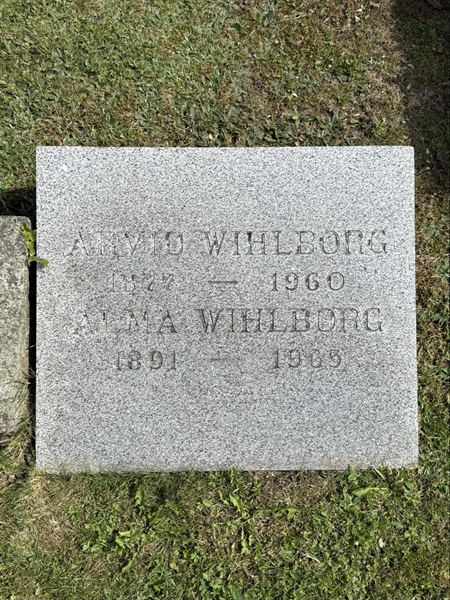 ARVID WIHLBORG
1877 — 1960
ALMA WIHLBORG
1891 — 1985